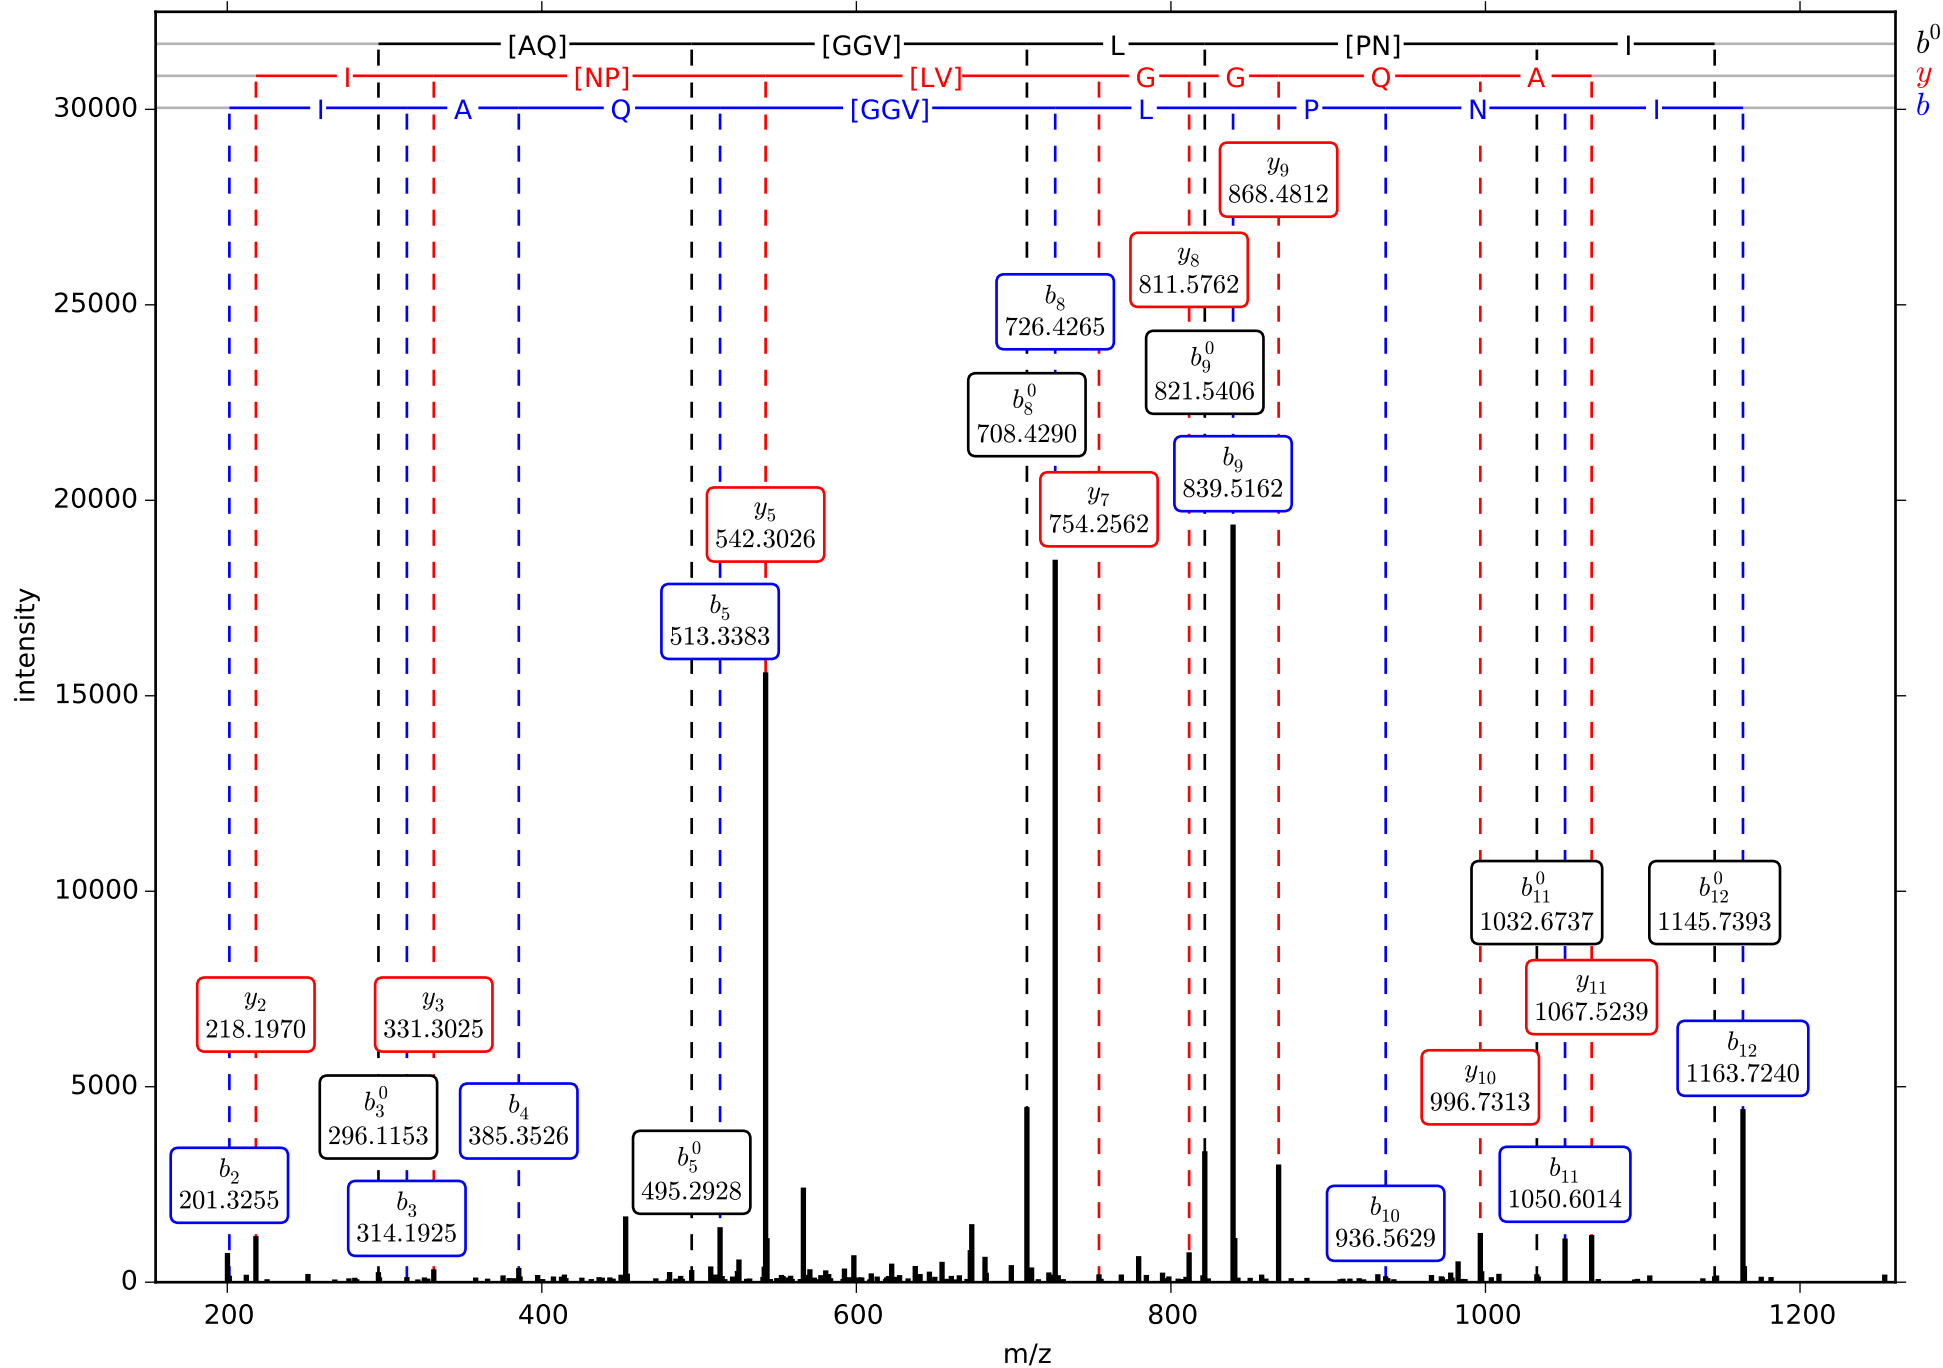 [AQ] [GGV] L [PN] I b⁰
I [NP] [LV] G G Q A y
I A Q [GGV] L P N I b
30000
25000
20000
15000
10000
5000
0
intensity
y₉
868.4812
y₈
811.5762
b₈
726.4265
b₉⁰
821.5406
b₈⁰
708.4290
b₉
839.5162
y₇
754.2562
y₅
542.3026
b₅
513.3383
b₁₁⁰
1032.6737
b₁₂⁰
1145.7393
y₁₁
1067.5239
y₂
218.1970
y₃
331.3025
b₁₂
1163.7240
y₁₀
996.7313
b₃⁰
296.1153
b₄
385.3526
b₅⁰
495.2928
b₂
201.3255
b₁₁
1050.6014
b₃
314.1925
b₁₀
936.5629
200 400 600 800 1000 1200
m/z